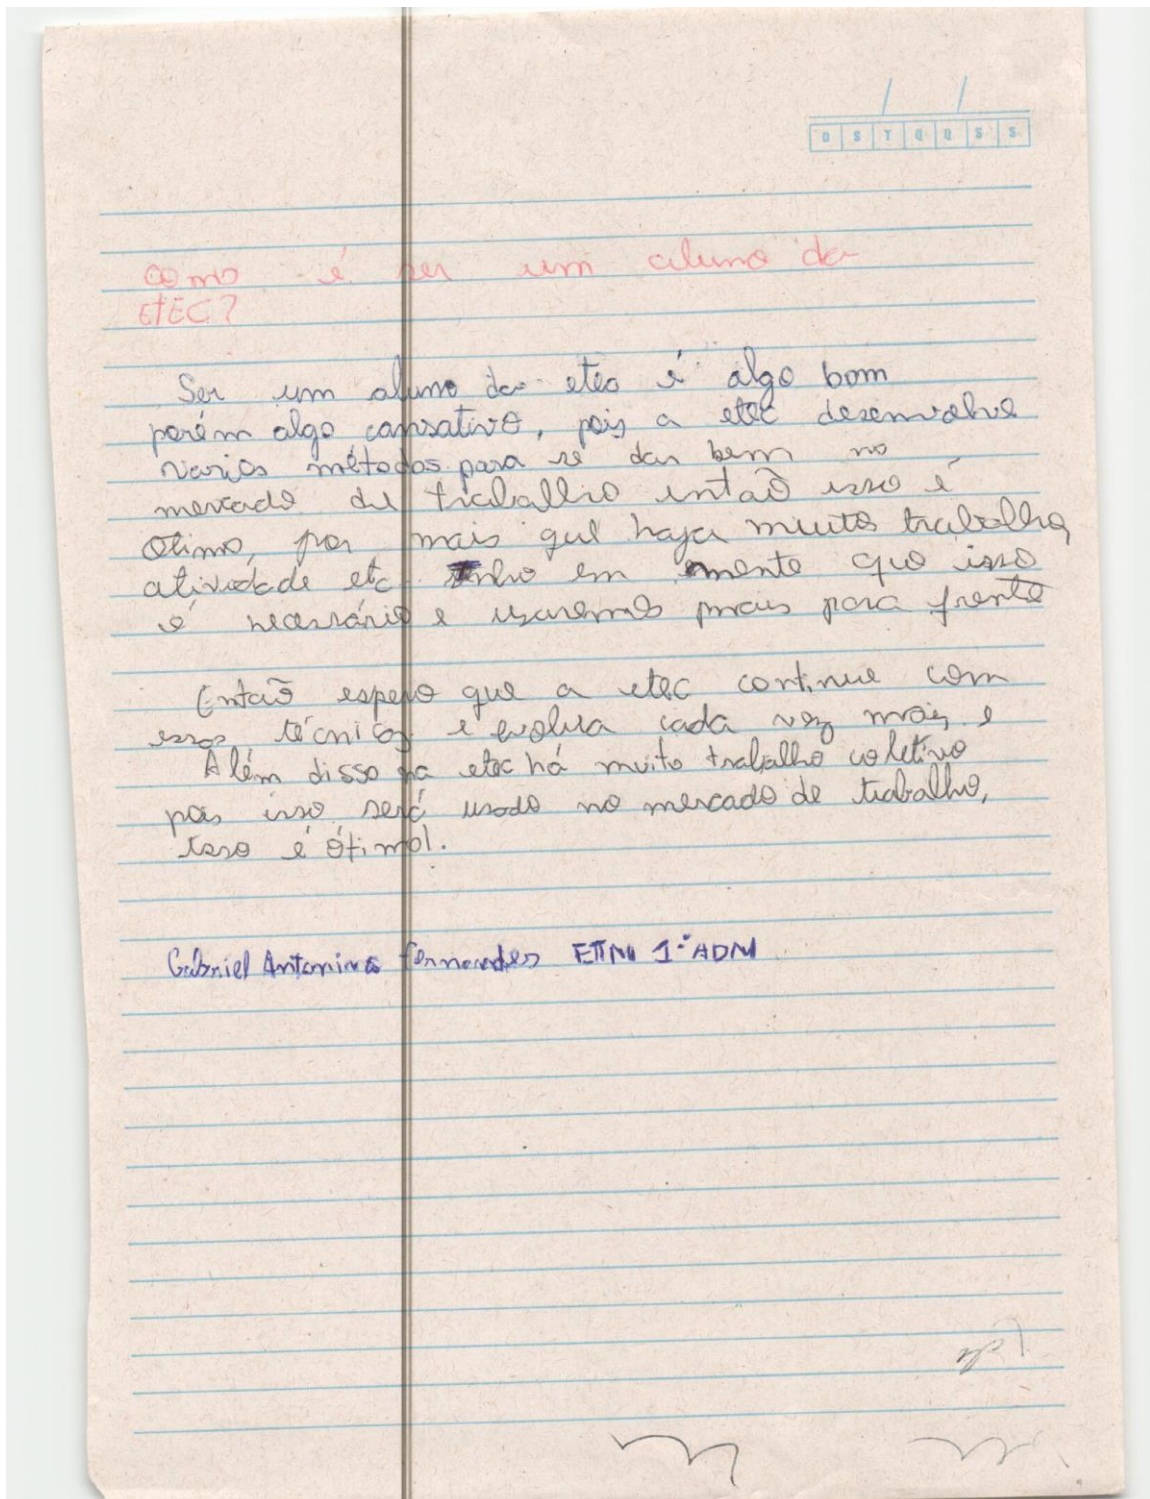 D S T Q Q S S
Como é ser um aluno da
ETEC?
Ser um aluno da etec é algo bom
porém algo cansativo, pois a etec desenvolve
varios métodos para se dar bem no
mercado de trabalho então isso é
otimo, por mais que haja muito trabalho,
atividade etc tenho em mente que isso
é necessário e usaremos mais para frente
Então espero que a etec continue com
essas técnicas e evolua cada vez mais e
Além disso na etec há muito trabalho coletivo
pois isso será usado no mercado de trabalho,
isso é ótimo!.
Gabriel Antonino Fernandes ETIM 1º ADM